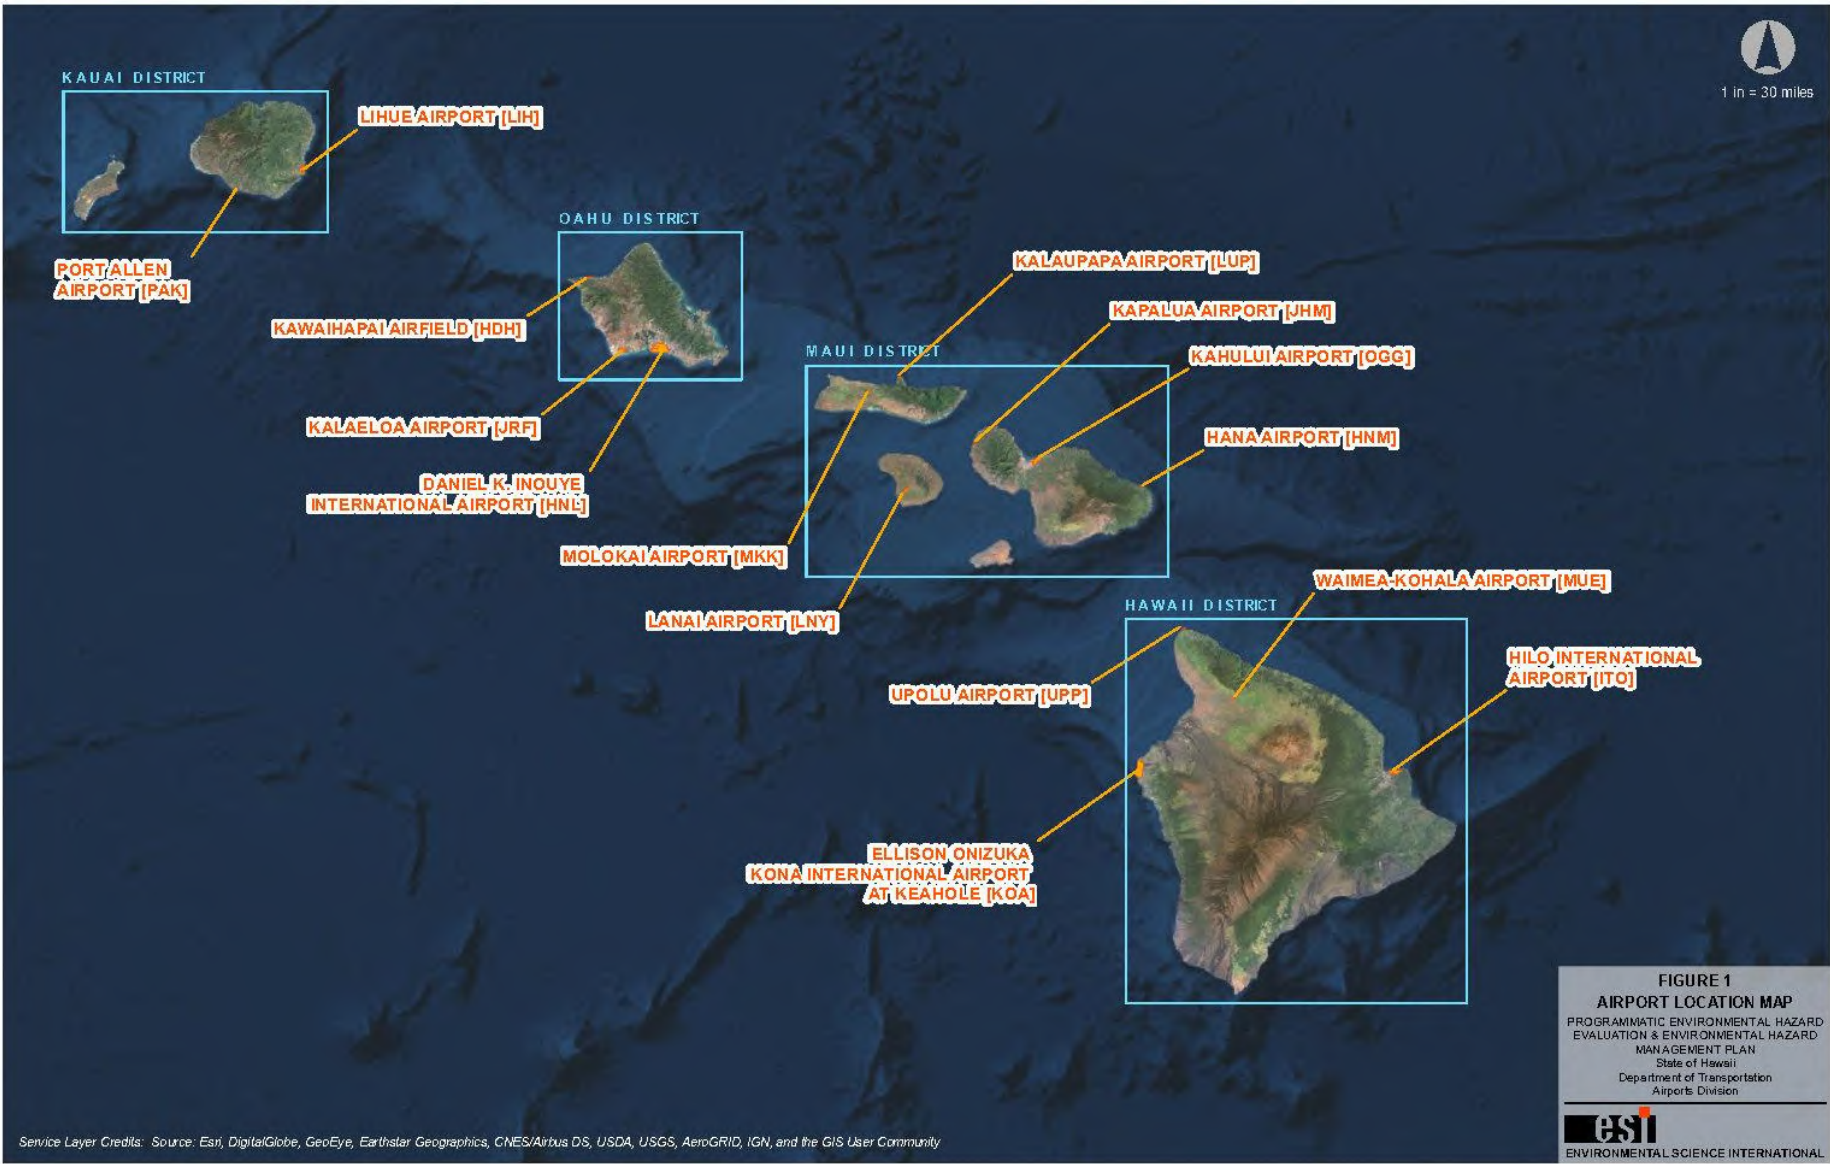 1 in = 30 miles
KAUAI DISTRICT
LIHUE AIRPORT [LIH]
PORT ALLEN
AIRPORT [PAK]
OAHU DISTRICT
KAWAIHAPAI AIRFIELD [HDH]
KALAELOA AIRPORT [JRF]
DANIEL K. INOUYE
INTERNATIONAL AIRPORT [HNL]
KALAUPAPA AIRPORT [LUP]
KAPALUA AIRPORT [JHM]
MAUI DISTRICT
KAHULUI AIRPORT [OGG]
HANA AIRPORT [HNM]
MOLOKAI AIRPORT [MKK]
LANAI AIRPORT [LNY]
WAIMEA-KOHALA AIRPORT [MUE]
HAWAII DISTRICT
HILO INTERNATIONAL
AIRPORT [ITO]
UPOLU AIRPORT [UPP]
ELLISON ONIZUKA
KONA INTERNATIONAL AIRPORT
AT KEAHOLE [KOA]
FIGURE 1
AIRPORT LOCATION MAP
PROGRAMMATIC ENVIRONMENTAL HAZARD
EVALUATION & ENVIRONMENTAL HAZARD
MANAGEMENT PLAN
State of Hawaii
Department of Transportation
Airports Division
esi
ENVIRONMENTAL SCIENCE INTERNATIONAL
Service Layer Credits: Source: Esri, DigitalGlobe, GeoEye, Earthstar Geographics, CNES/Airbus DS, USDA, USGS, AeroGRID, IGN, and the GIS User Community